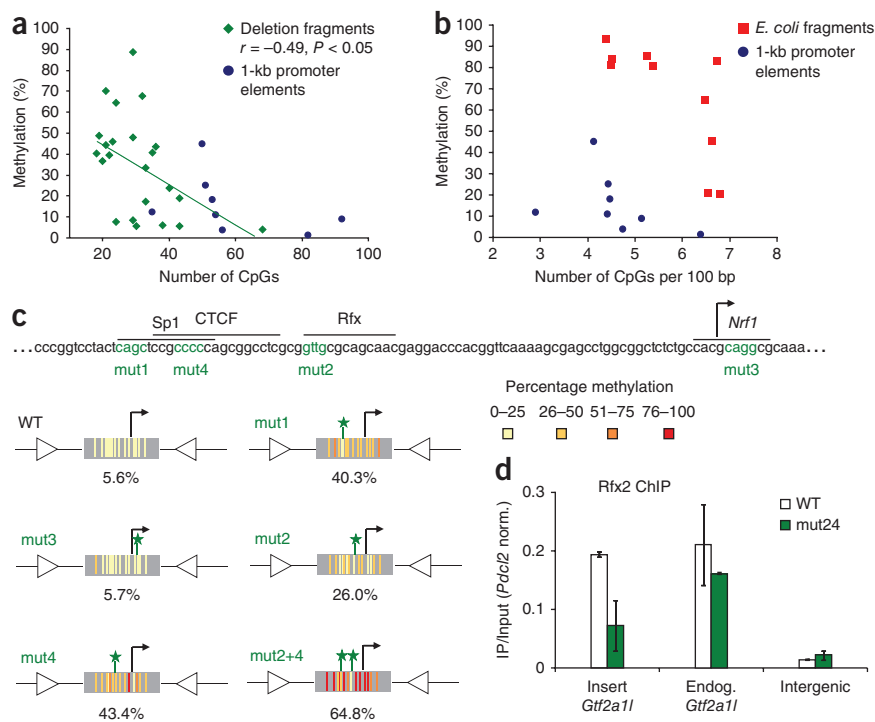 a
Deletion fragments
r = –0.49, P < 0.05
1-kb promoter
elements
Methylation (%)
100
90
80
70
60
50
40
30
20
10
0
20
40
60
80
100
Number of CpGs
b
E. coli fragments
1-kb promoter
elements
Methylation (%)
100
90
80
70
60
50
40
30
20
10
0
2
3
4
5
6
7
8
Number of CpGs per 100 bp
c
Sp1
CTCF
Rfx
Nrf1
...cccggtcctactcagctccgcccccagcggcctcgcggttgcgcagcaacgaggacccacggttcaaaagcgagcctggcggctctctgccacgcaggcgcaaa...
mut1
mut4
mut2
mut3
Percentage methylation
0–25
26–50
51–75
76–100
WT
5.6%
mut1
40.3%
mut3
5.7%
mut2
26.0%
mut4
43.4%
mut2+4
64.8%
d
Rfx2 ChIP
WT
mut24
IP/Input (Pdcl2 norm.)
0.3
0.2
0.1
0
Insert
Gtf2a1l
Endog.
Gtf2a1l
Intergenic